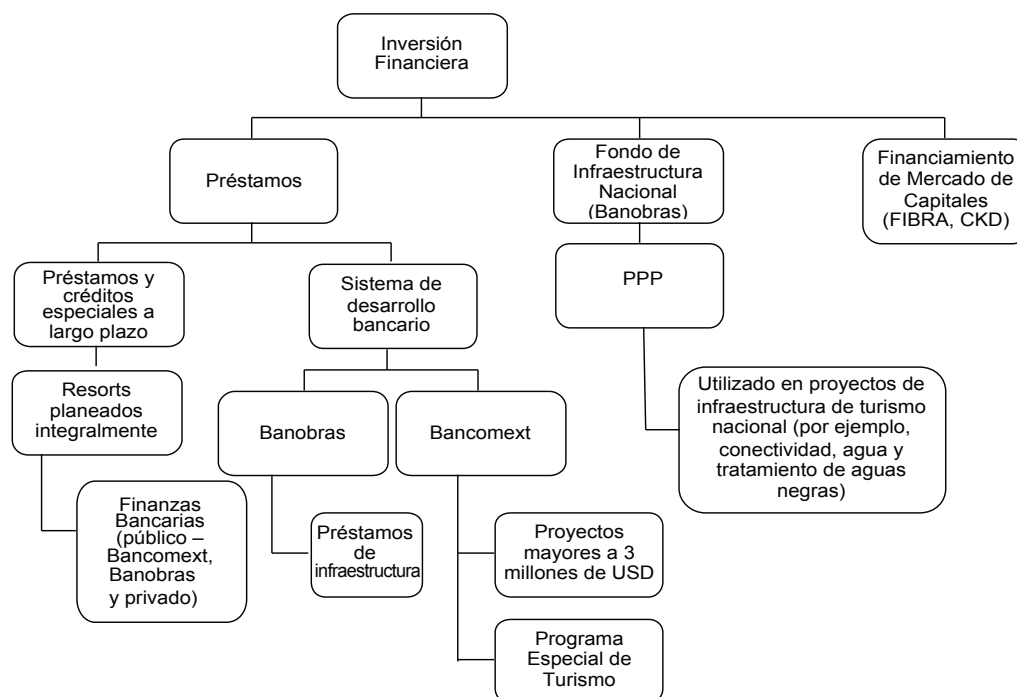 Inversión
Financiera
Préstamos
Fondo de
Infraestructura
Nacional
(Banobras)
Financiamiento
de Mercado de
Capitales
(FIBRA, CKD)
Préstamos y
créditos
especiales a
largo plazo
Sistema de
desarrollo
bancario
PPP
Resorts
planeados
integralmente
Banobras
Bancomext
Utilizado en proyectos de
infraestructura de turismo
nacional (por ejemplo,
conectividad, agua y
tratamiento de aguas
negras)
Finanzas
Bancarias
(público –
Bancomext,
Banobras
y privado)
Préstamos
de
infraestructura
Proyectos
mayores a 3
millones de USD
Programa
Especial de
Turismo